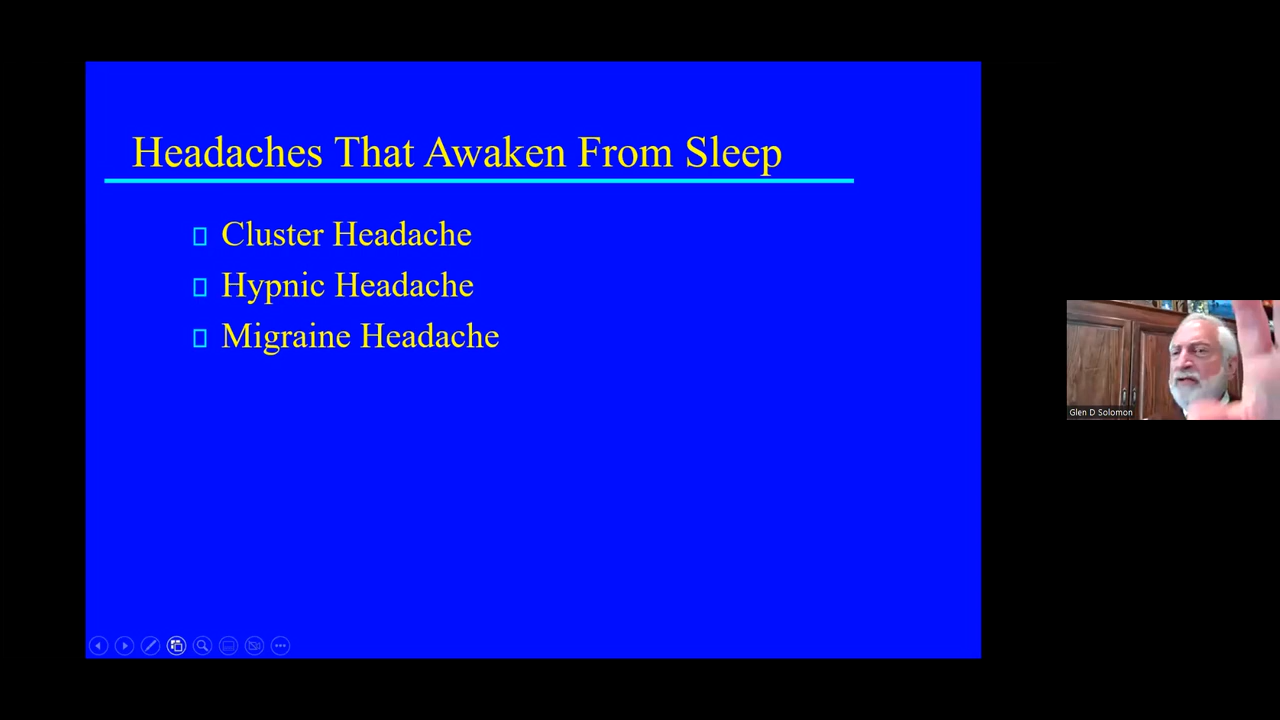 Headaches That Awaken From Sleep
Cluster Headache
Hypnic Headache
Migraine Headache
Glen D Solomon